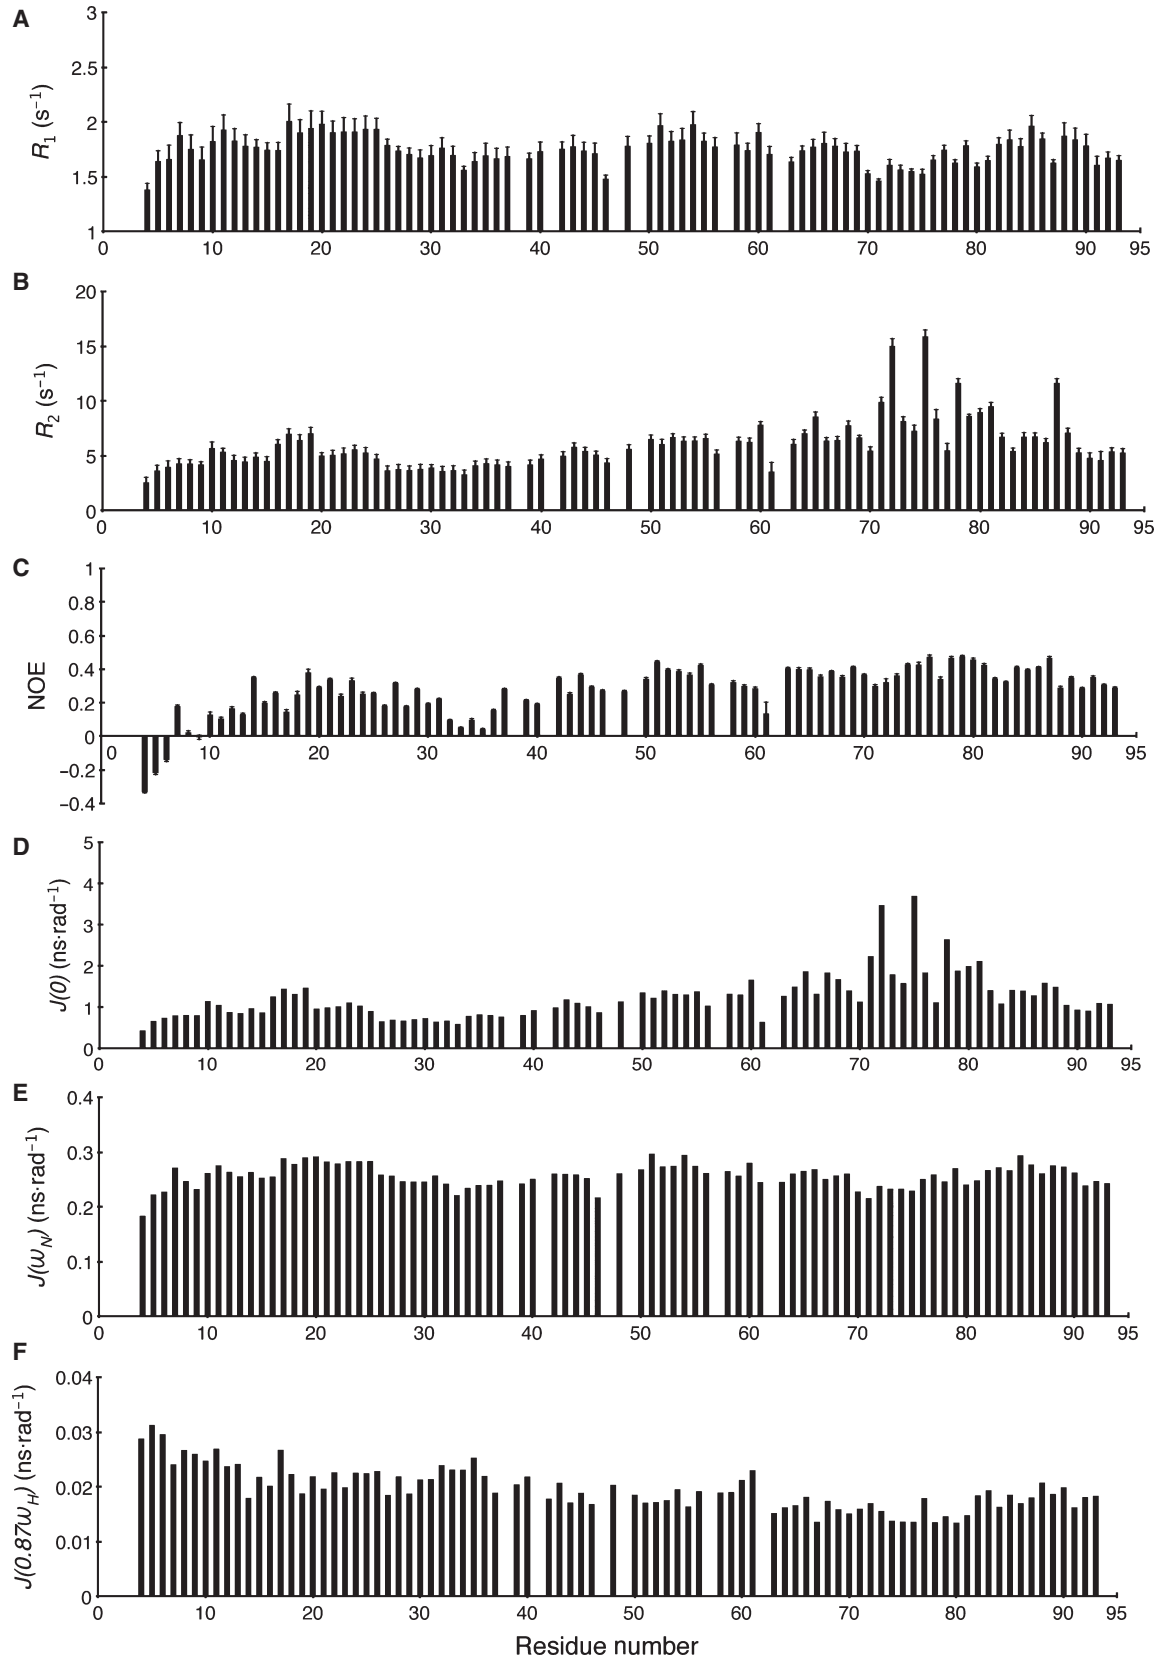 A
3
2.5
2
1.5
1
R1 (s−1)
0 10 20 30 40 50 60 70 80 90 95
B
20
15
10
5
0
R2 (s−1)
0 10 20 30 40 50 60 70 80 90 95
C
1
0.8
0.6
0.4
0.2
0
−0.2
−0.4
NOE
0 10 20 30 40 50 60 70 80 90 95
D
5
4
3
2
1
0
J(0) (ns·rad−1)
0 10 20 30 40 50 60 70 80 90 95
E
0.4
0.3
0.2
0.1
0
J(ωN) (ns·rad−1)
0 10 20 30 40 50 60 70 80 90 95
F
0.04
0.03
0.02
0.01
0
J(0.87ωH) (ns·rad−1)
0 10 20 30 40 50 60 70 80 90 95
Residue number